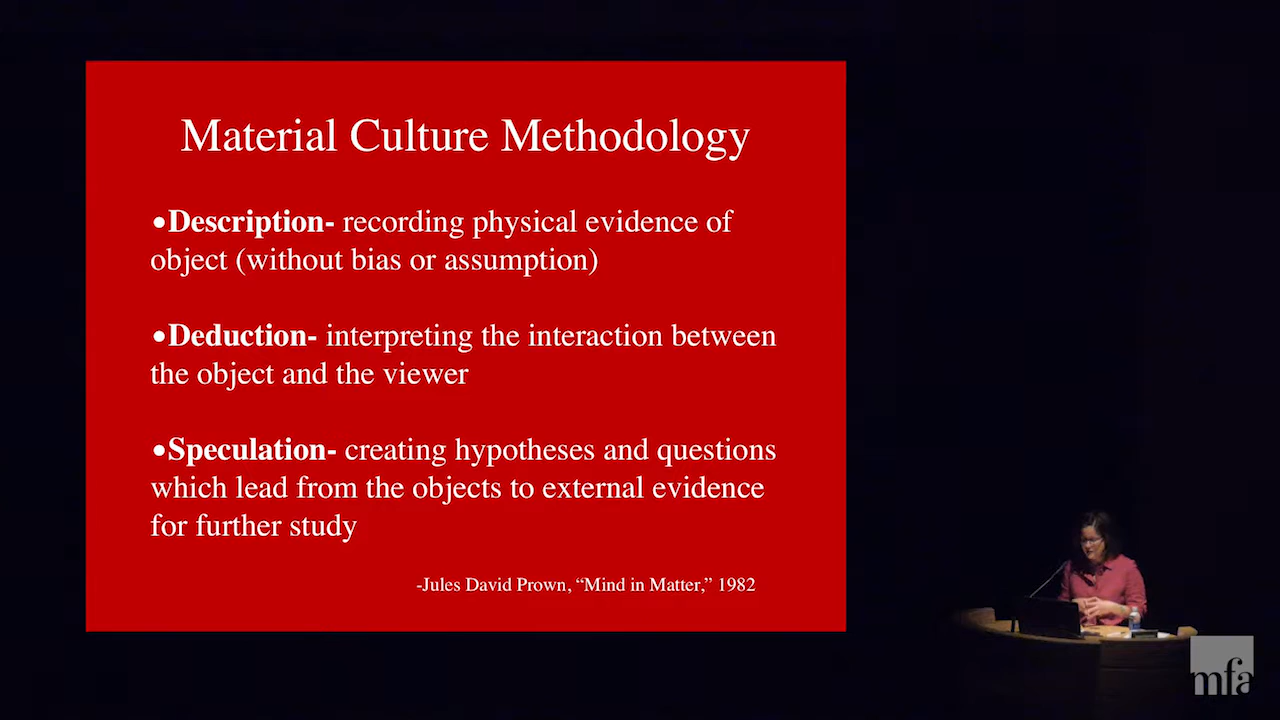 Material Culture Methodology
•Description- recording physical evidence of
object (without bias or assumption)
•Deduction- interpreting the interaction between
the object and the viewer
•Speculation- creating hypotheses and questions
which lead from the objects to external evidence
for further study
-Jules David Prown, “Mind in Matter,” 1982
mfa